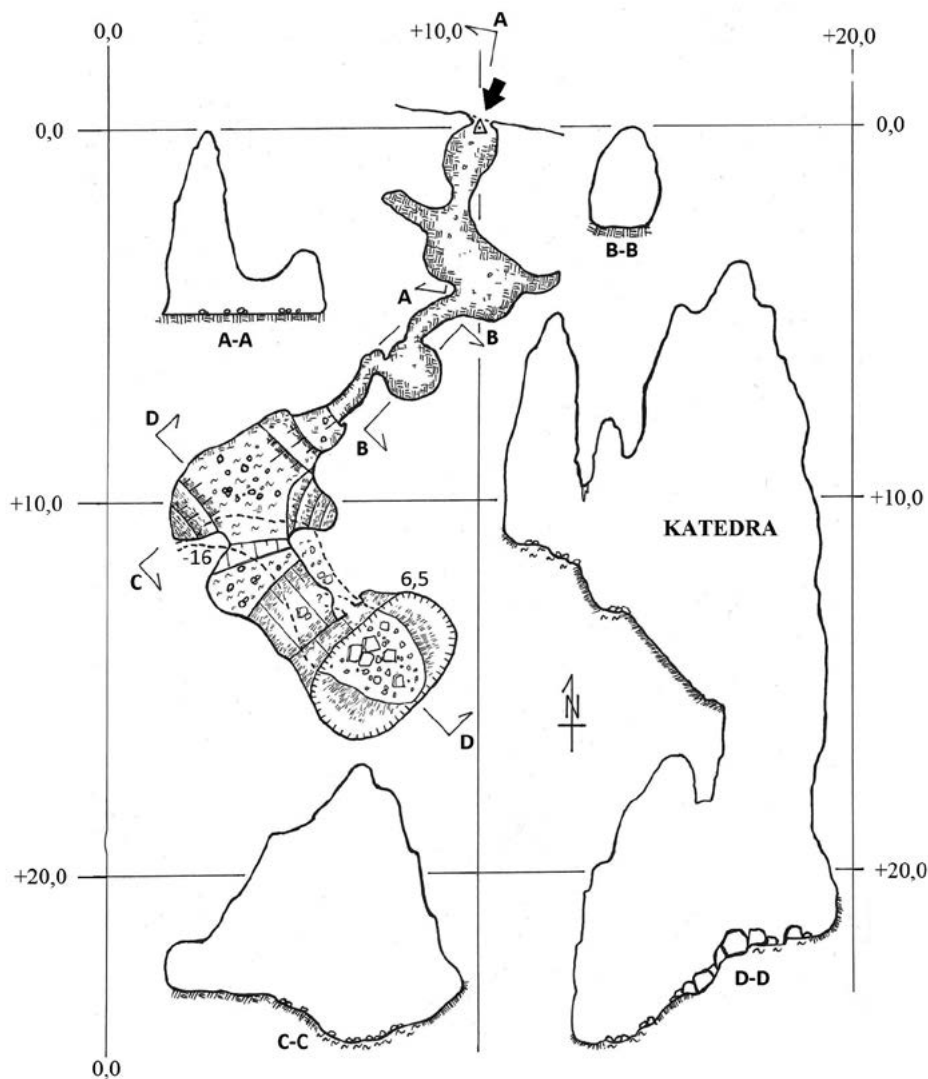 0,0
+10,0
A
+20,0
0,0
0,0
B-B
A
A-A
B
D
B
+10,0
+10,0
KATEDRA
C
-16
6,5
N
D
+20,0
+20,0
D-D
C-C
0,0